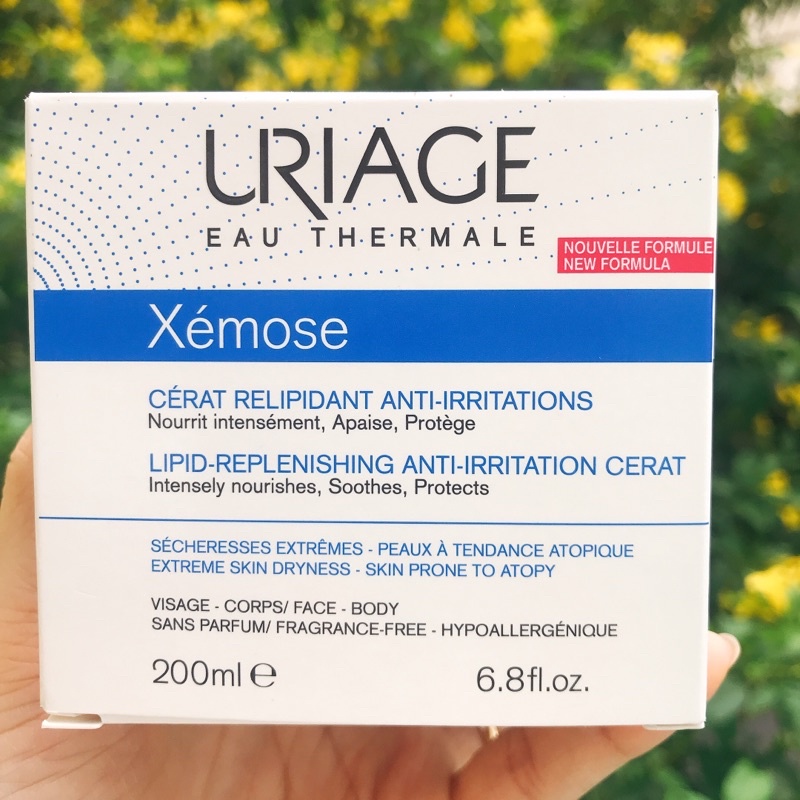 URIAGE
EAU THERMALE
NOUVELLE FORMULE
NEW FORMULA
Xémose
CÉRAT RELIPIDANT ANTI-IRRITATIONS
Nourrit intensément, Apaise, Protège
LIPID-REPLENISHING ANTI-IRRITATION CERAT
Intensely nourishes, Soothes, Protects
SÉCHERESSES EXTRÊMES - PEAUX À TENDANCE ATOPIQUE
EXTREME SKIN DRYNESS - SKIN PRONE TO ATOPY
VISAGE - CORPS/ FACE - BODY
SANS PARFUM/ FRAGRANCE-FREE - HYPOALLERGÉNIQUE
200ml ℮ 6.8fl.oz.